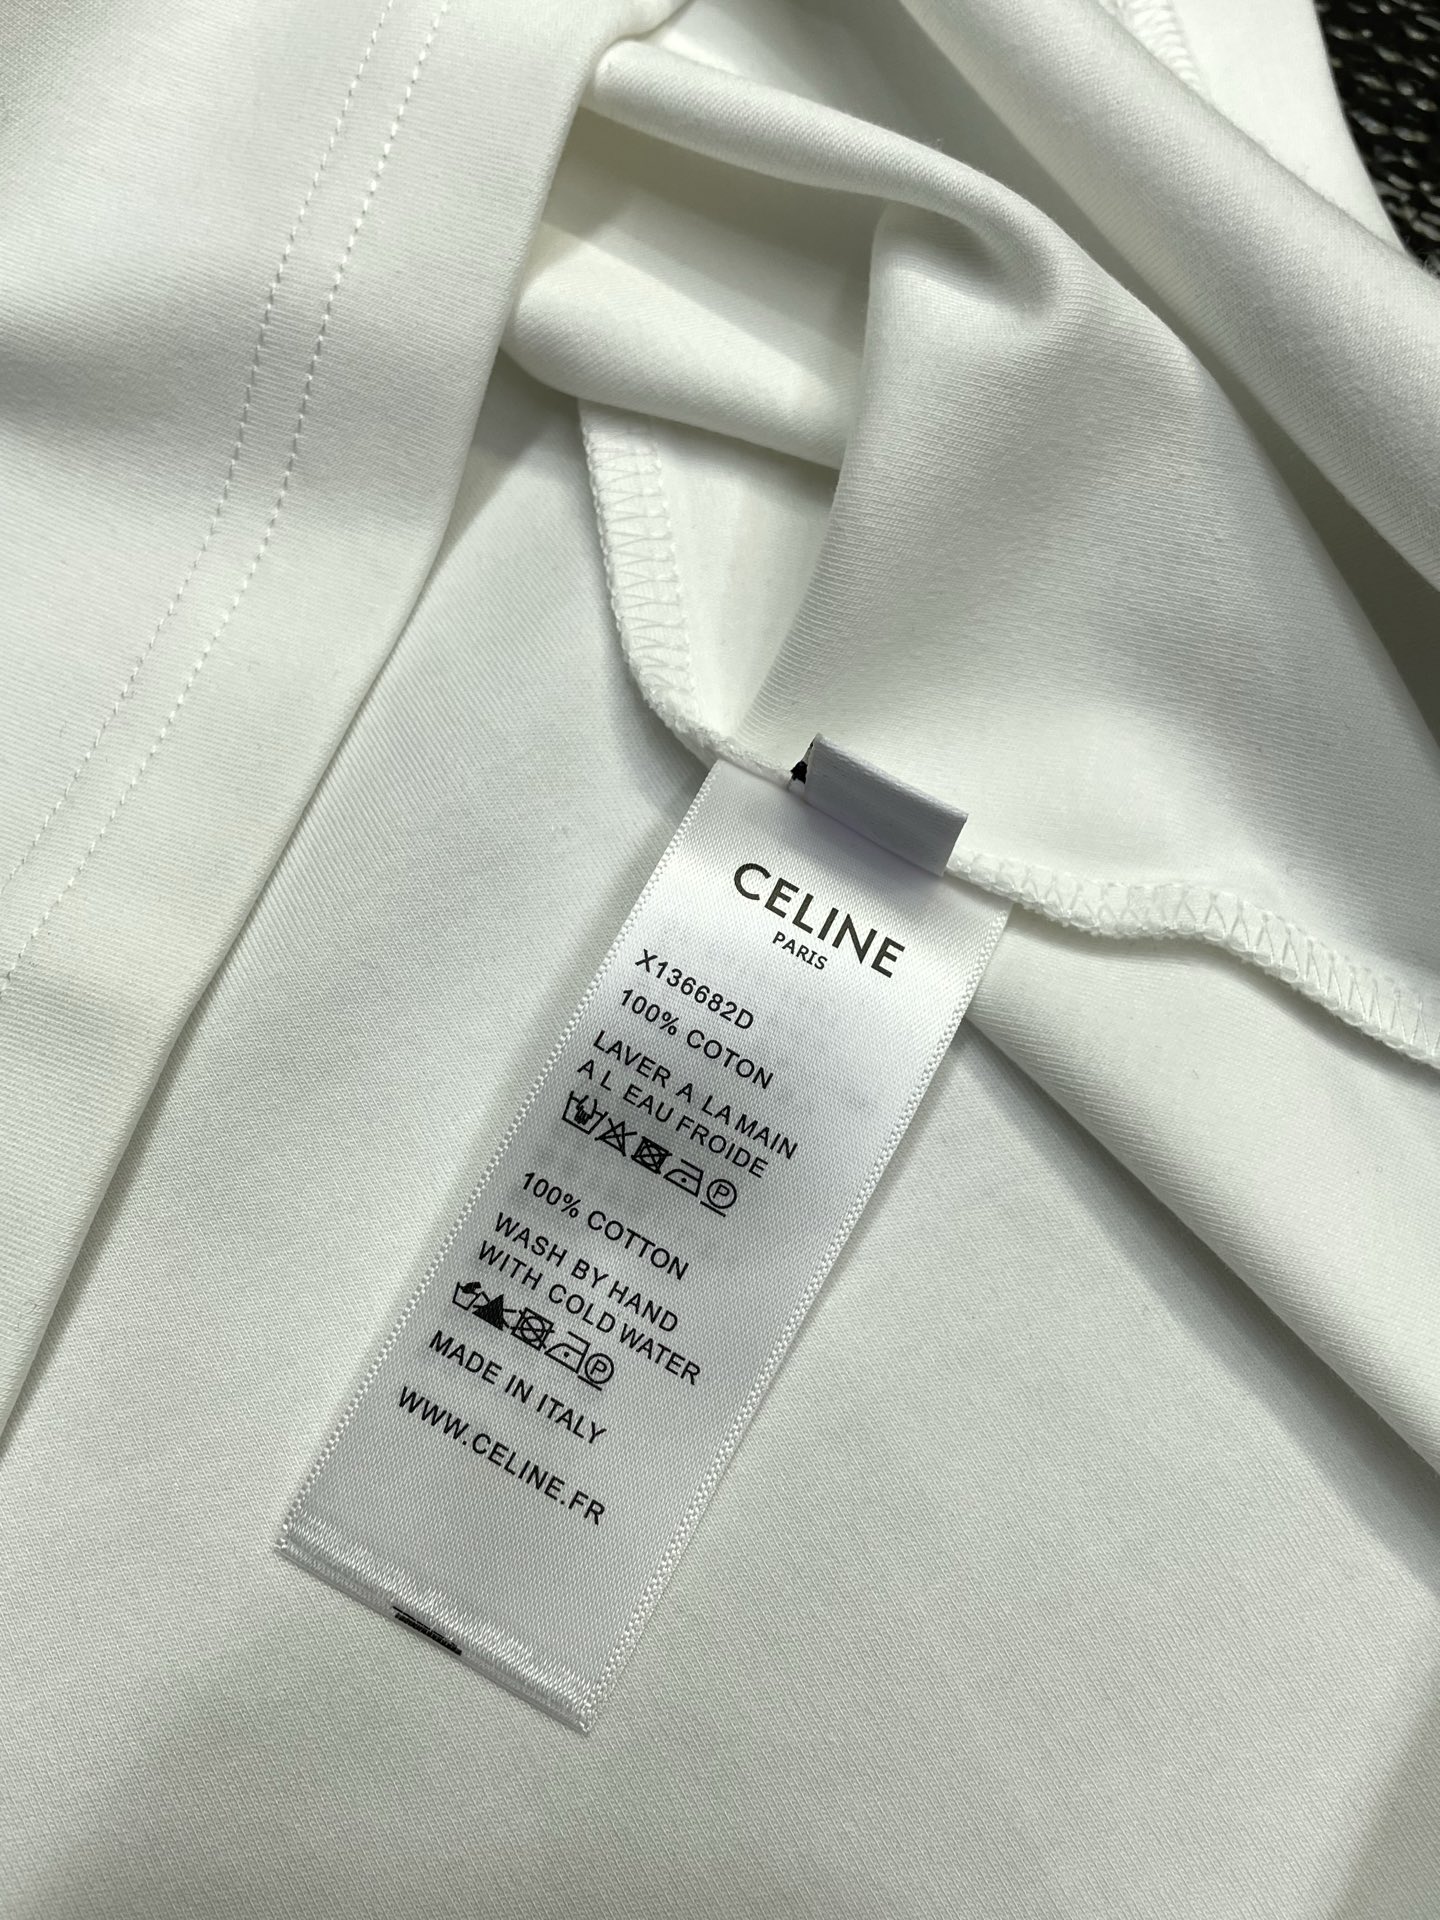 CELINE
PARIS
X136682D
100% COTON
LAVER A LA MAIN
A L EAU FROIDE
P
100% COTTON
WASH BY HAND
WITH COLD WATER
P
MADE IN ITALY
WWW.CELINE.FR